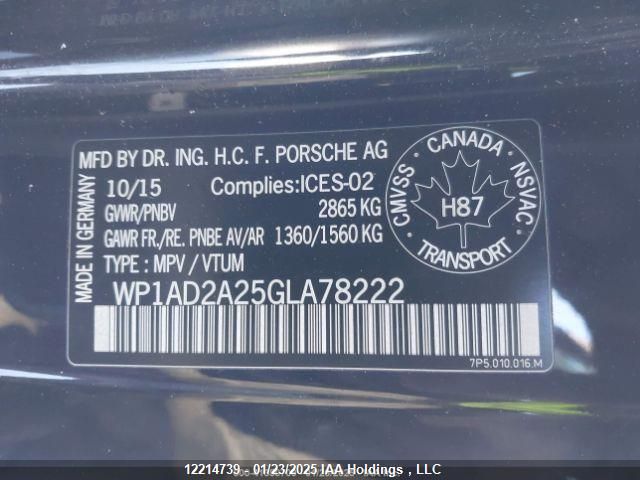 MFD BY DR. ING. H.C. F. PORSCHE AG
10/15 Complies:ICES-02
GVWR/PNBV 2865 KG
GAWR FR./RE. PNBE AV/AR 1360/1560 KG
TYPE : MPV / VTUM
WP1AD2A25GLA78222
MADE IN GERMANY
CANADA
CMVSS
NSVAC
H87
TRANSPORT
7P5.010.016.M
12214739 - 01/23/2025 IAA Holdings , LLC